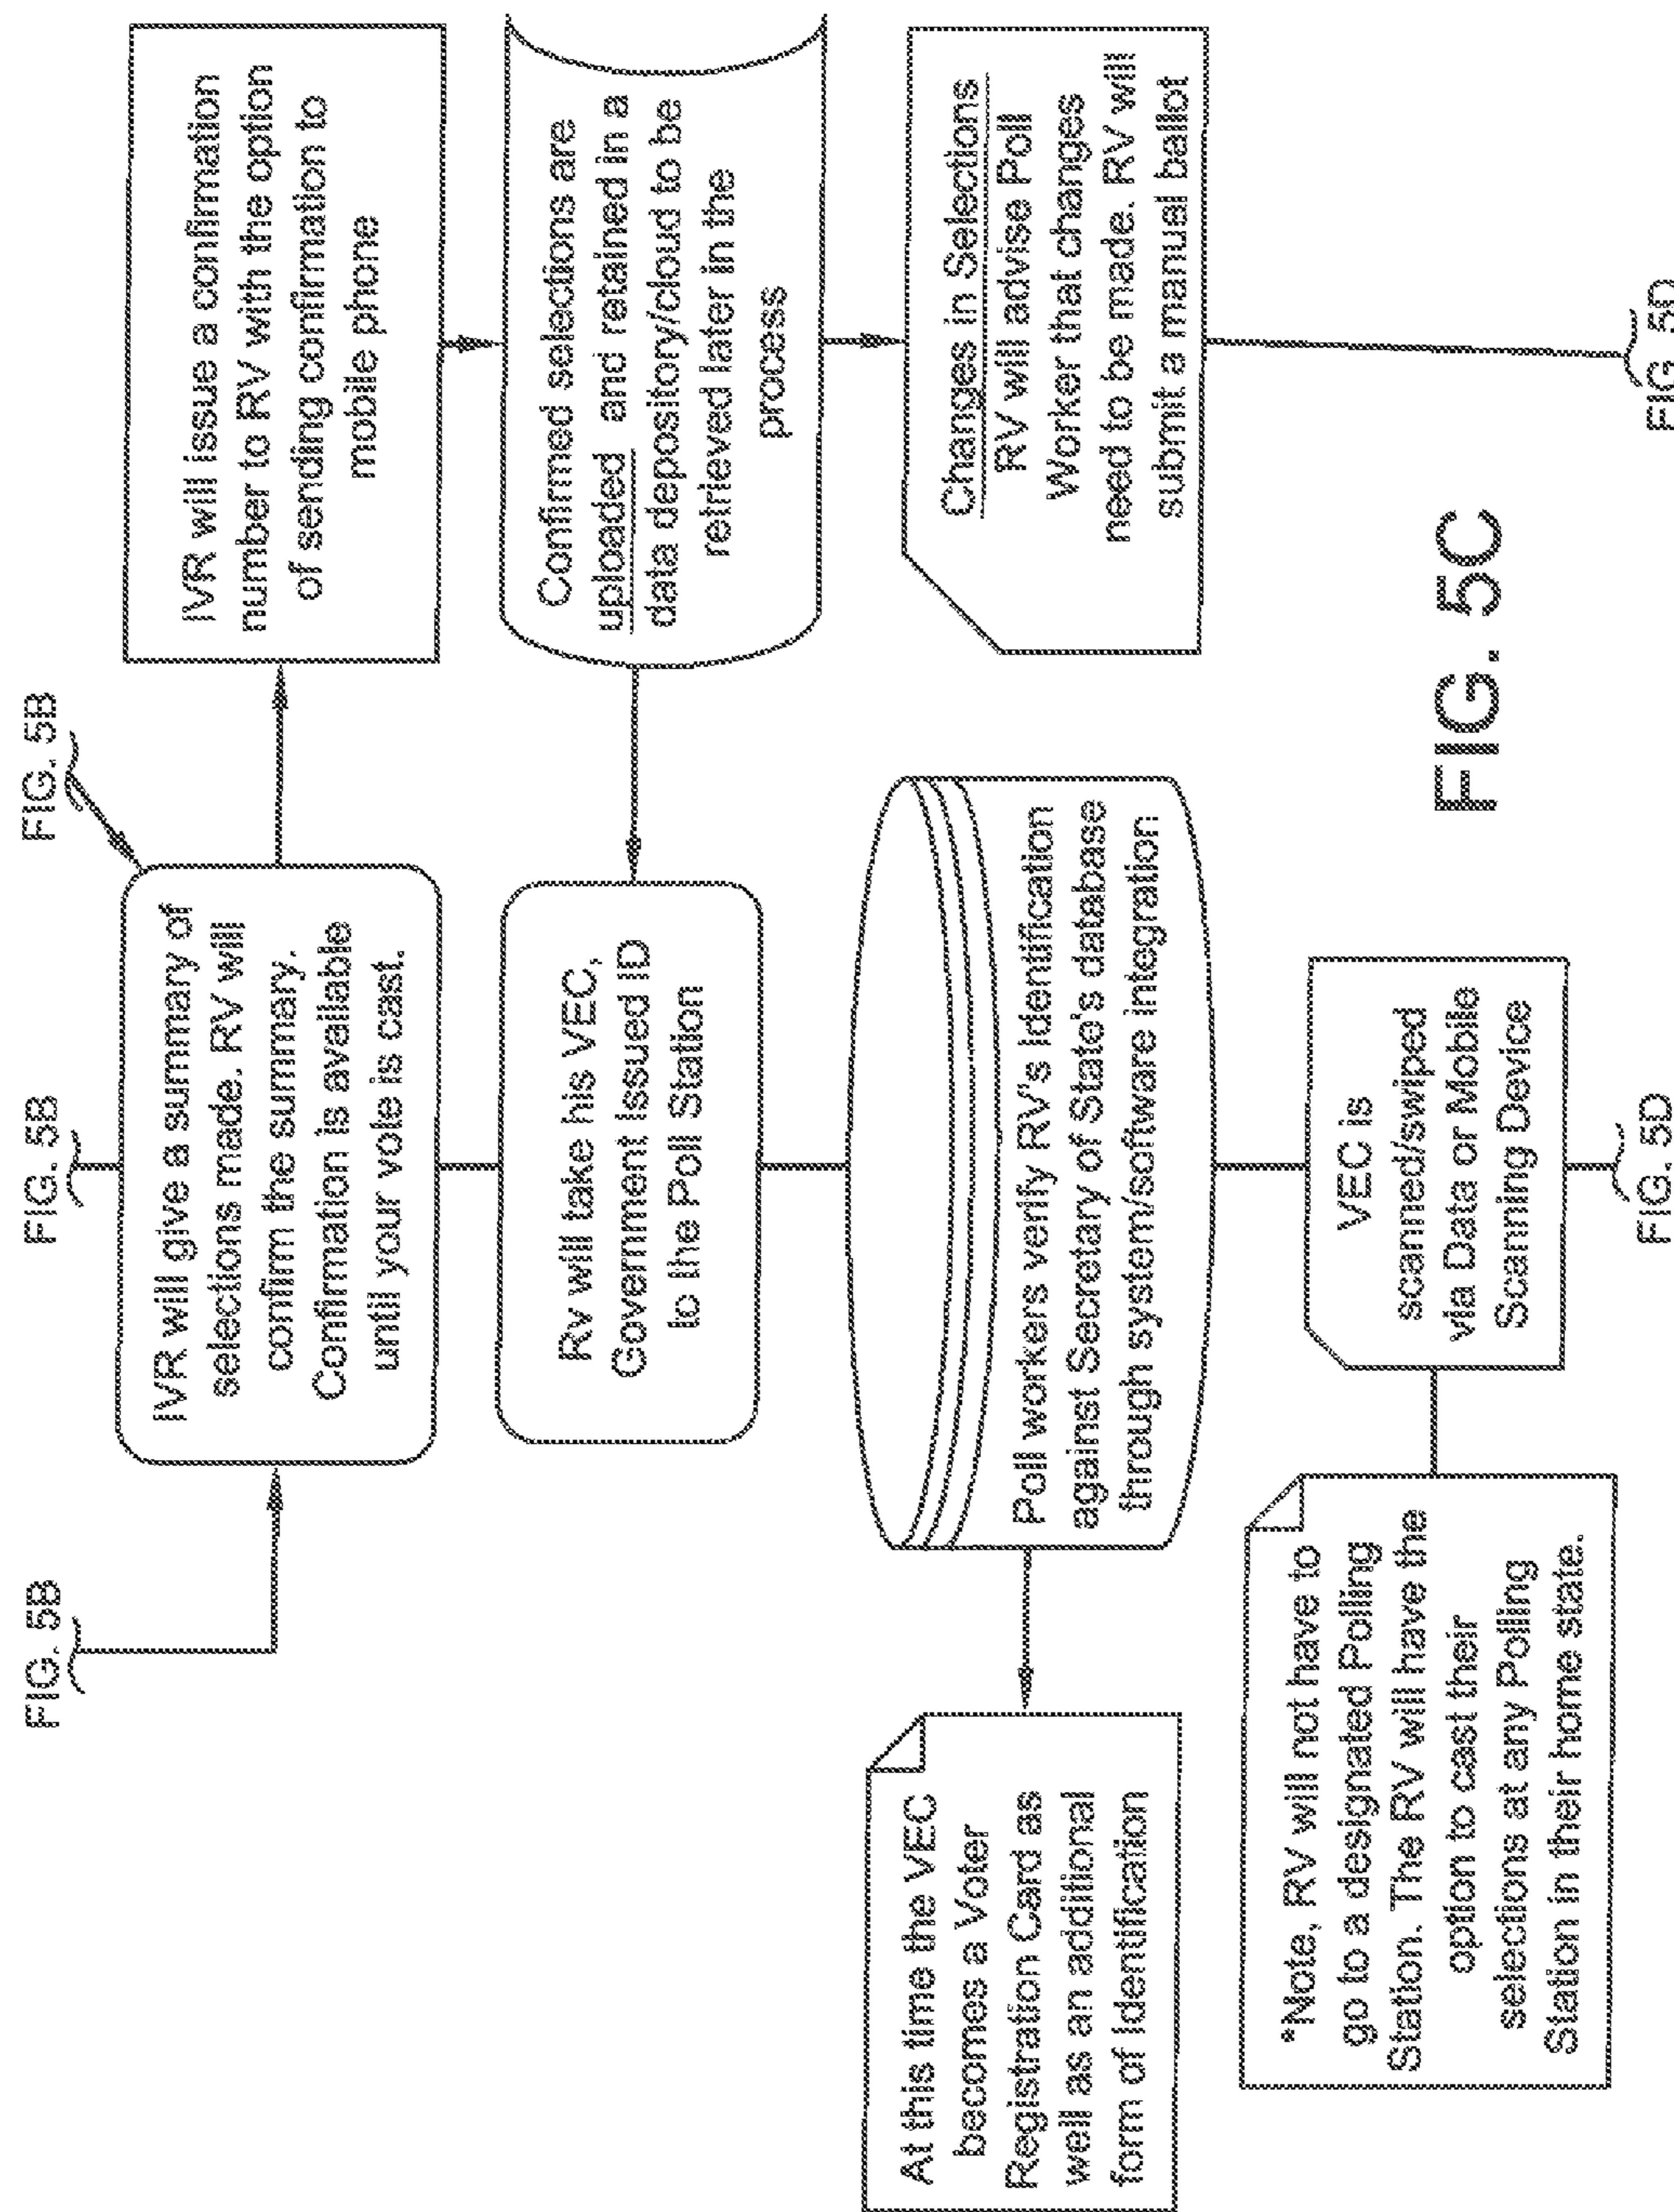 FIG. 5B
FIG. 5B
FIG. 5B
IVR will give a summary of
selections made. RV will
confirm the summary.
Confirmation is available
until your vote is cast.
IVR will issue a confirmation
number to RV with the option
of sending confirmation to
mobile phone
Rv will take his VEC,
Government Issued ID
to the Poll Station
Confirmed selections are
uploaded and retained in a
data depository/cloud to be
retrieved later in the
process
At this time the VEC
becomes a Voter
Registration Card as
well as an additional
form of Identification
Poll workers verify RV's Identification
against Secretary of State's database
through system/software integration
Changes in Selections
RV will advise Poll
Worker that changes
need to be made. RV will
submit a manual ballot
*Note, RV will not have to
go to a designated Polling
Station. The RV will have the
option to cast their
selections at any Polling
Station in their home state.
VEC is
scanned/swiped
via Data or Mobile
Scanning Device
FIG. 5D
FIG. 5D
FIG. 5C